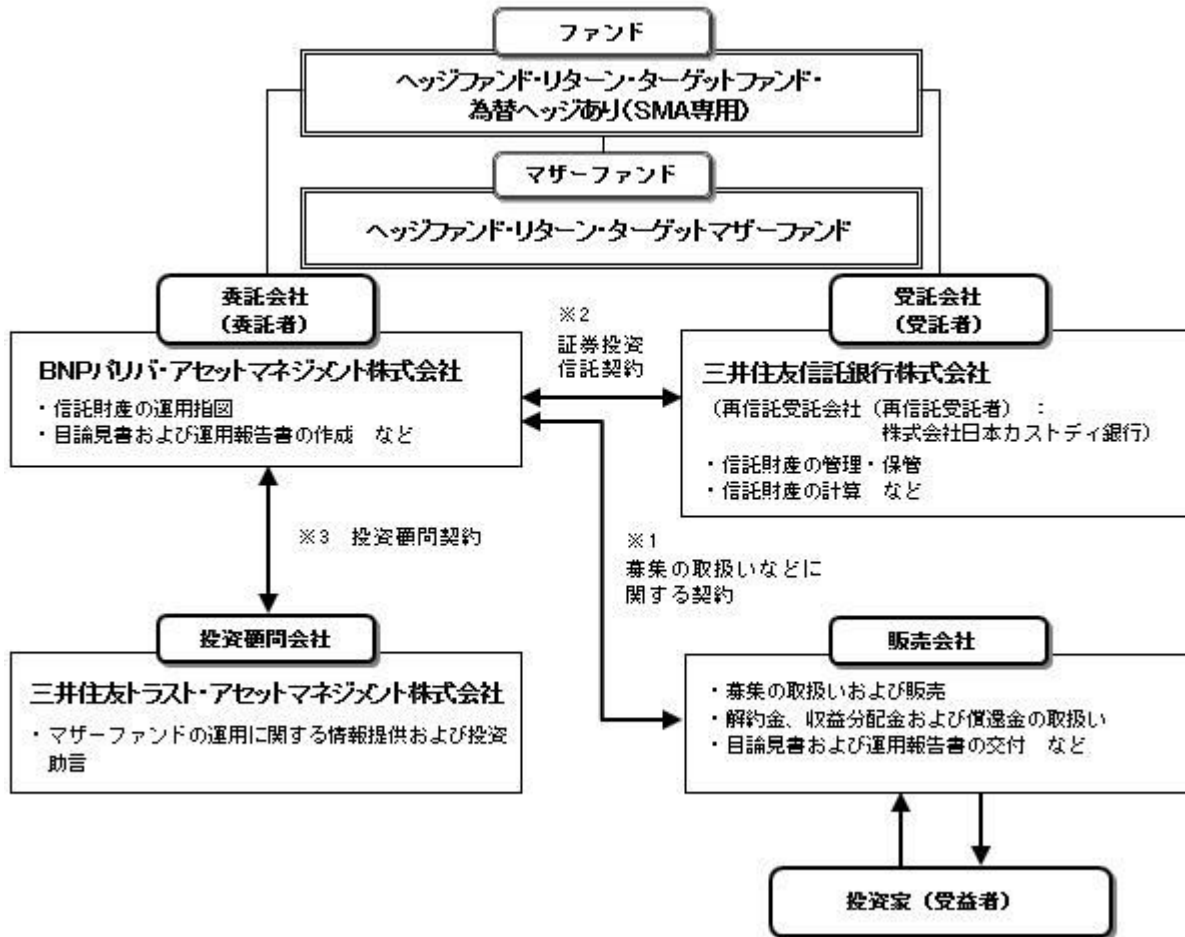 ファンド
ヘッジファンド・リターン・ターゲットファンド・
為替ヘッジあり(SMA専用)
マザーファンド
ヘッジファンド・リターン・ターゲットマザーファンド
委託会社
(委託者)
BNPパリバ・アセットマネジメント株式会社
・信託財産の運用指図
・目論見書および運用報告書の作成 など
※2
証券投資
信託契約
受託会社
(受託者)
三井住友信託銀行株式会社
(再信託受託会社(再信託受託者):
株式会社日本カストディ銀行)
・信託財産の管理・保管
・信託財産の計算 など
※3 投資顧問契約
※1
募集の取扱いなどに
関する契約
投資顧問会社
三井住友トラスト・アセットマネジメント株式会社
・マザーファンドの運用に関する情報提供および投資
助言
販売会社
・募集の取扱いおよび販売
・解約金、収益分配金および償還金の取扱い
・目論見書および運用報告書の交付 など
投資家(受益者)